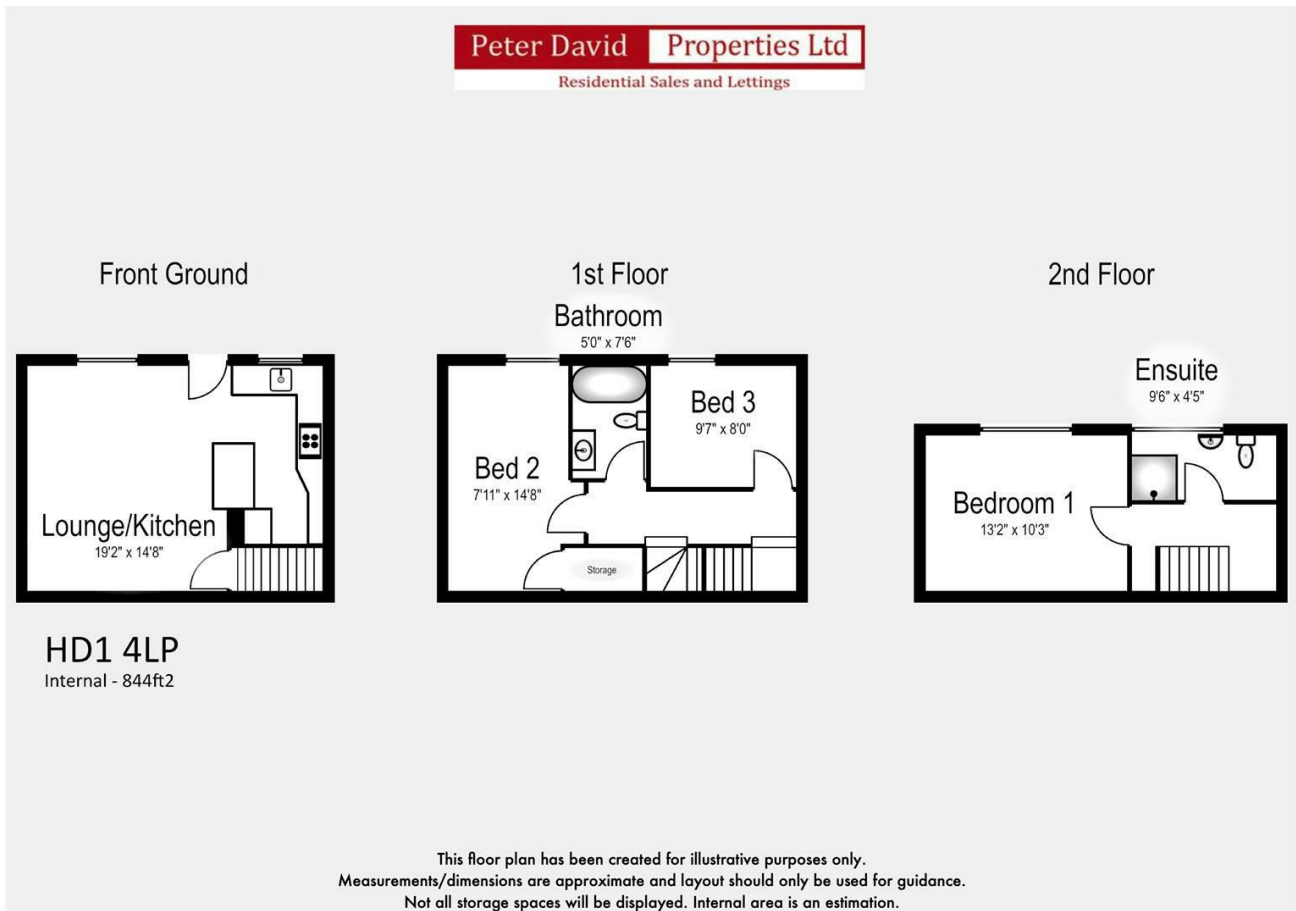 Peter David Properties Ltd
Residential Sales and Lettings
Front Ground
1st Floor
2nd Floor
Bathroom
5'0" x 7'6"
Ensuite
9'6" x 4'5"
Bed 3
9'7" x 8'0"
Bed 2
7'11" x 14'8"
Bedroom 1
13'2" x 10'3"
Lounge/Kitchen
19'2" x 14'8"
Storage
HD1 4LP
Internal - 844ft2
This floor plan has been created for illustrative purposes only.
Measurements/dimensions are approximate and layout should only be used for guidance.
Not all storage spaces will be displayed. Internal area is an estimation.